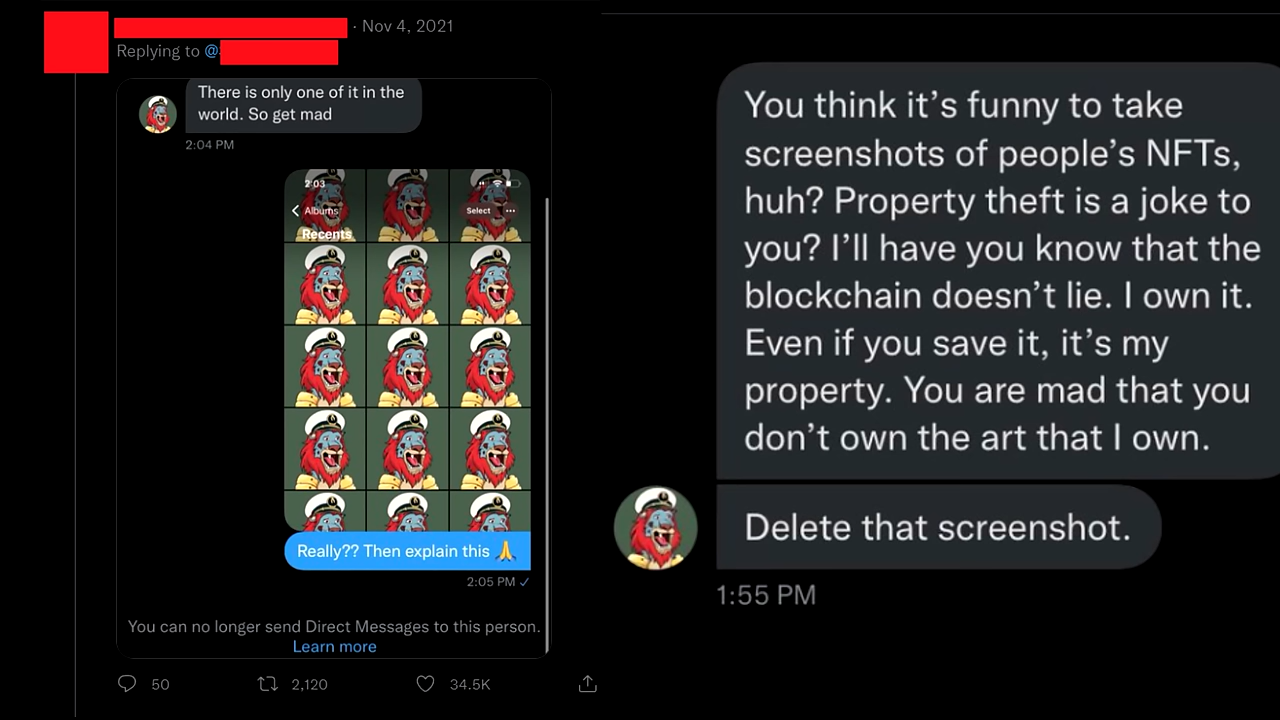 · Nov 4, 2021
Replying to @
There is only one of it in the
world. So get mad
2:04 PM
2:03
Albums
Select
Recents
Really?? Then explain this 🙏
2:05 PM ✓
You can no longer send Direct Messages to this person.
Learn more
50
2,120
34.5K
You think it’s funny to take
screenshots of people’s NFTs,
huh? Property theft is a joke to
you? I’ll have you know that the
blockchain doesn’t lie. I own it.
Even if you save it, it’s my
property. You are mad that you
don’t own the art that I own.
Delete that screenshot.
1:55 PM